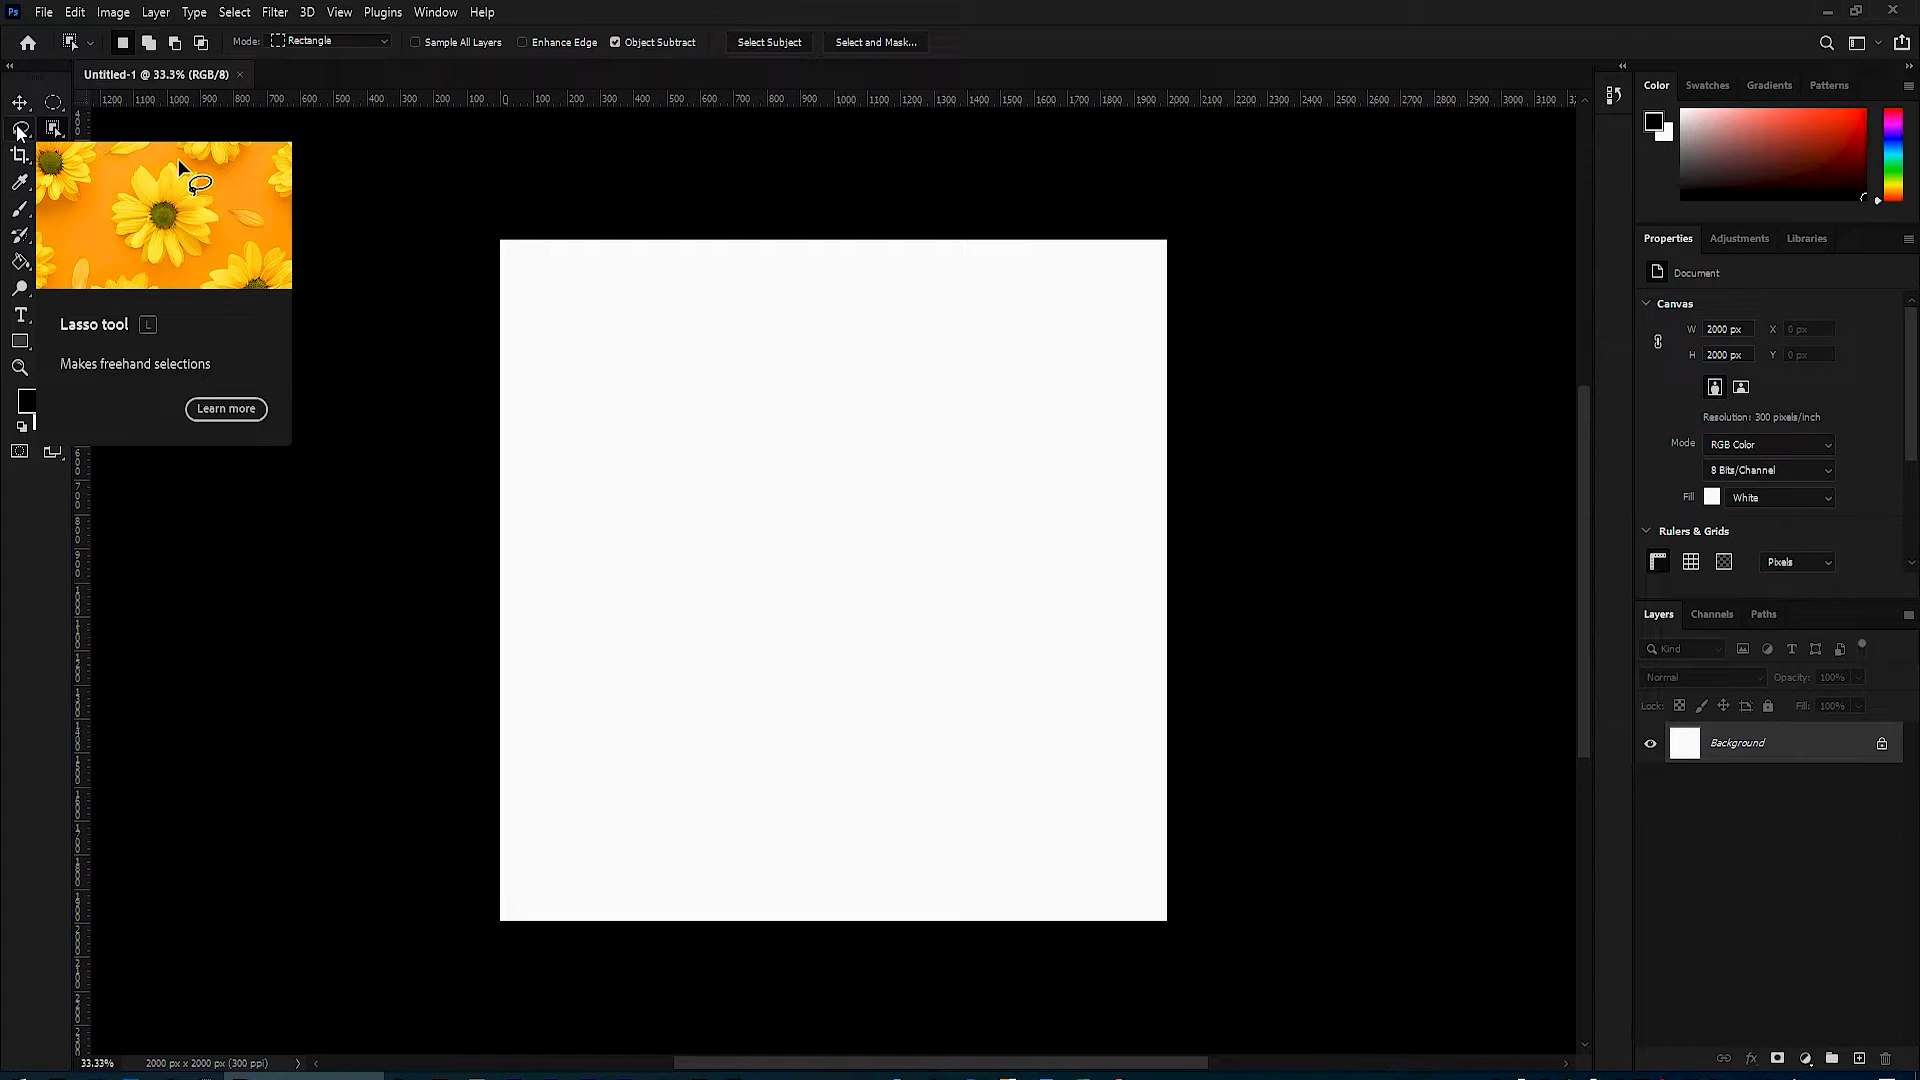 Ps File Edit Image Layer Type Select Filter 3D View Plugins Window Help
Mode: Rectangle Sample All Layers Enhance Edge Object Subtract Select Subject Select and Mask...
Untitled-1 @ 33.3% (RGB/8) ×
1200 1100 1000 900 800 700 600 500 400 300 200 100 0 100 200 300 400 500 600 700 800 900 1000 1100 1200 1300 1400 1500 1600 1700 1800 1900 2000 2100 2200 2300 2400 2500 2600 2700 2800 2900 3000 3100
Color Swatches Gradients Patterns
Lasso tool L
Makes freehand selections
Learn more
Properties Adjustments Libraries
Document
Canvas
W 2000 px X 0 px
H 2000 px Y 0 px
Resolution: 300 pixels/inch
Mode RGB Color
8 Bits/Channel
Fill White
Rulers & Grids
Pixels
Layers Channels Paths
Kind
Normal Opacity: 100%
Lock: Fill: 100%
Background
33.33% 2000 px x 2000 px (300 ppi)